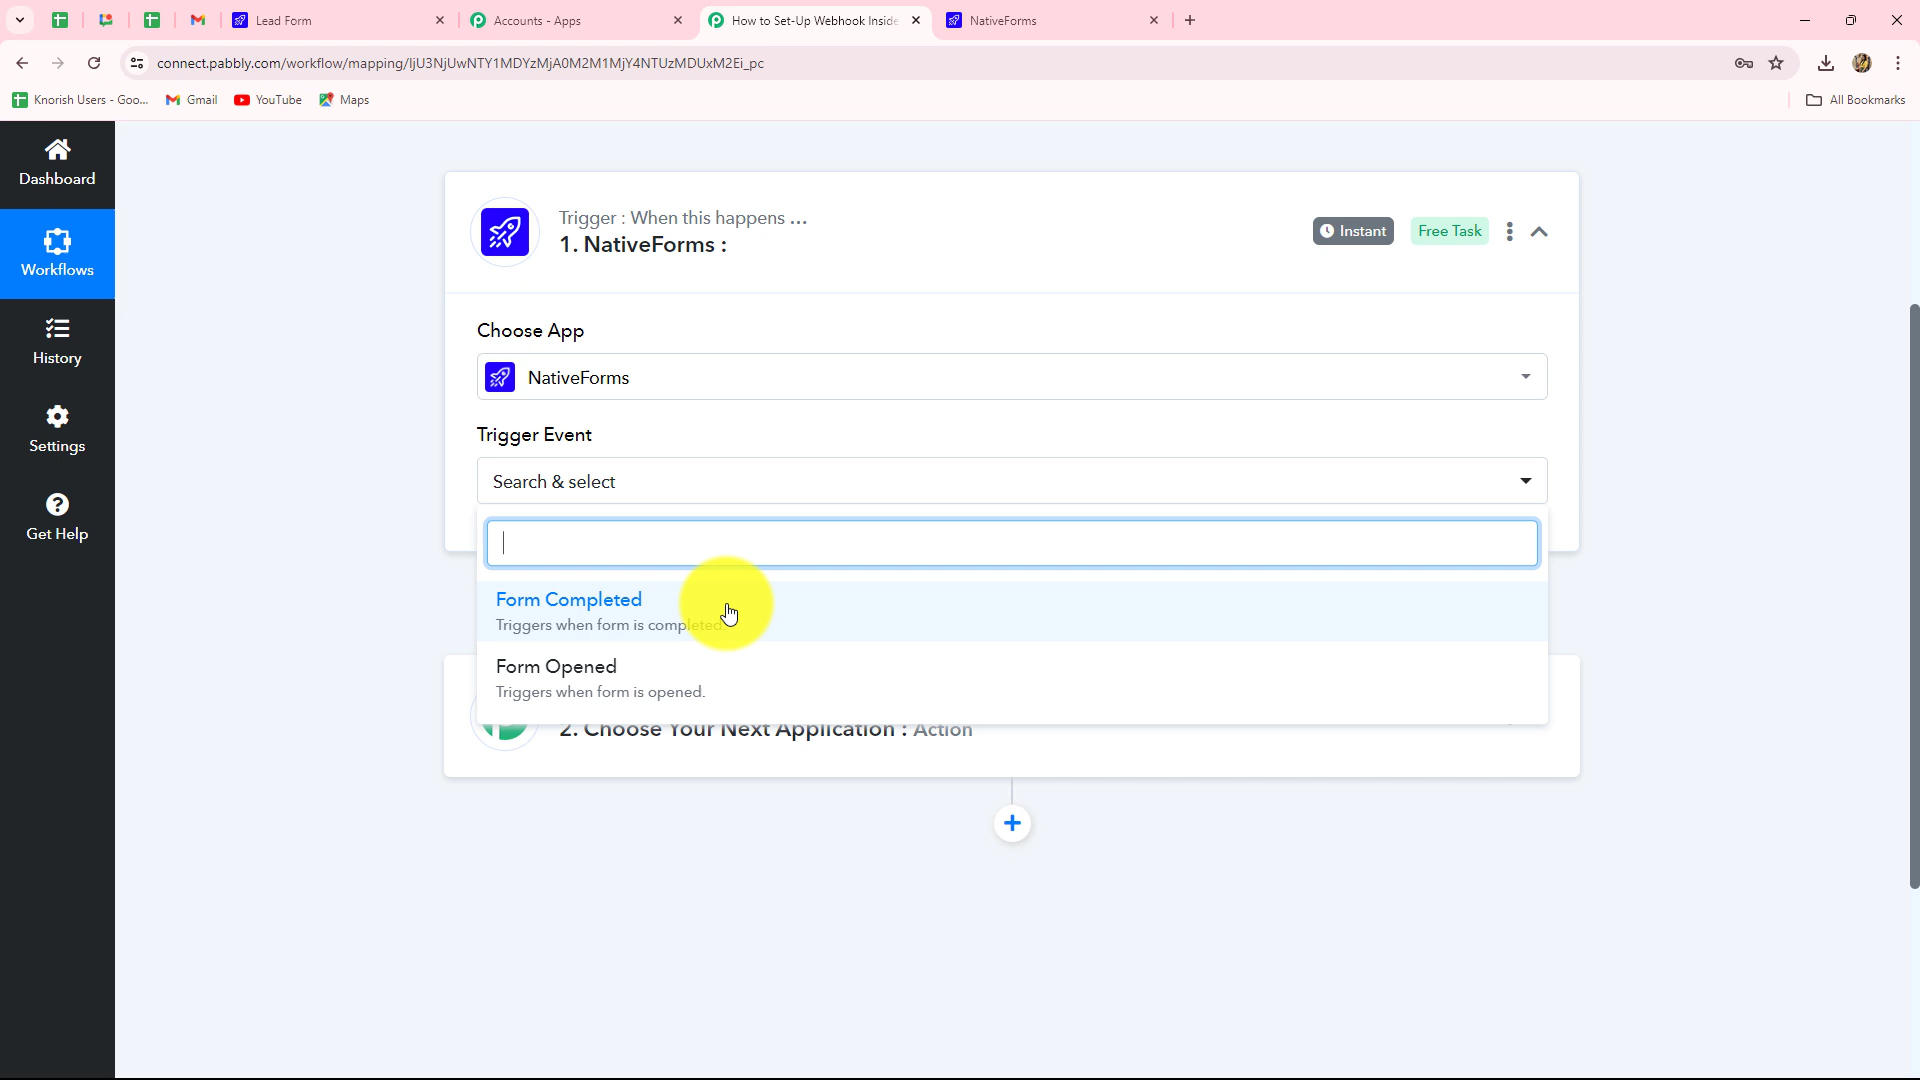 Lead Form
Accounts - Apps
How to Set-Up Webhook Inside
NativeForms
connect.pabbly.com/workflow/mapping/IjU3NjUwNTY1MDYzMjA0M2M1MjY4NTUzMDUxM2Ei_pc
Knorish Users - Goo...
Gmail
YouTube
Maps
All Bookmarks
Dashboard
Workflows
History
Settings
Get Help
Trigger : When this happens ...
1. NativeForms :
Instant
Free Task
Choose App
NativeForms
Trigger Event
Search & select
Form Completed
Triggers when form is completed.
Form Opened
Triggers when form is opened.
2. Choose Your Next Application : Action